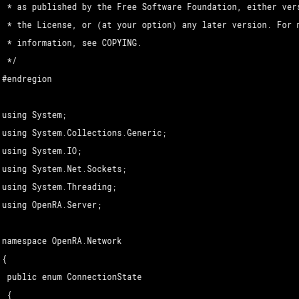 * as published by the Free Software Foundation, either
* the License, or (at your option) any later version. For
* information, see COPYING.
*/
#endregion
using System;
using System.Collections.Generic;
using System.IO;
using System.Net.Sockets;
using System.Threading;
using OpenRA.Server;
namespace OpenRA.Network
{
public enum ConnectionState
{